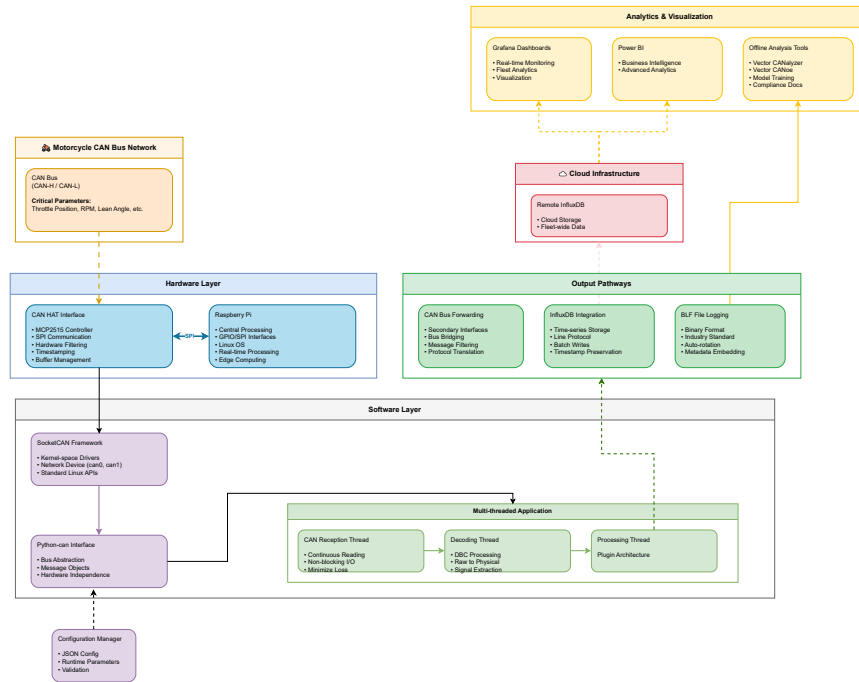 Analytics & Visualization
Grafana Dashboards
• Real-time Monitoring
• Fleet Analytics
• Visualization
Power BI
• Business Intelligence
• Advanced Analytics
Offline Analysis Tools
• Vector CANalyzer
• Vector CANoe
• Model Training
• Compliance Docs
Motorcycle CAN Bus Network
CAN Bus
(CAN-H / CAN-L)
Critical Parameters:
Throttle Position, RPM, Lean Angle, etc.
Cloud Infrastructure
Remote InfluxDB
• Cloud Storage
• Fleet-wide Data
Hardware Layer
CAN HAT Interface
• MCP2515 Controller
• SPI Communication
• Hardware Filtering
• Timestamping
• Buffer Management
SPI
Raspberry Pi
• Central Processing
• GPIO/SPI Interfaces
• Linux OS
• Real-time Processing
• Edge Computing
Output Pathways
CAN Bus Forwarding
• Secondary Interfaces
• Bus Bridging
• Message Filtering
• Protocol Translation
InfluxDB Integration
• Time-series Storage
• Line Protocol
• Batch Writes
• Timestamp Preservation
BLF File Logging
• Binary Format
• Industry Standard
• Auto-rotation
• Metadata Embedding
Software Layer
SocketCAN Framework
• Kernel-space Drivers
• Network Device (can0, can1)
• Standard Linux APIs
Python-can Interface
• Bus Abstraction
• Message Objects
• Hardware Independence
Multi-threaded Application
CAN Reception Thread
• Continuous Reading
• Non-blocking I/O
• Minimize Loss
Decoding Thread
• DBC Processing
• Raw to Physical
• Signal Extraction
Processing Thread
Plugin Architecture
Configuration Manager
• JSON Config
• Runtime Parameters
• Validation